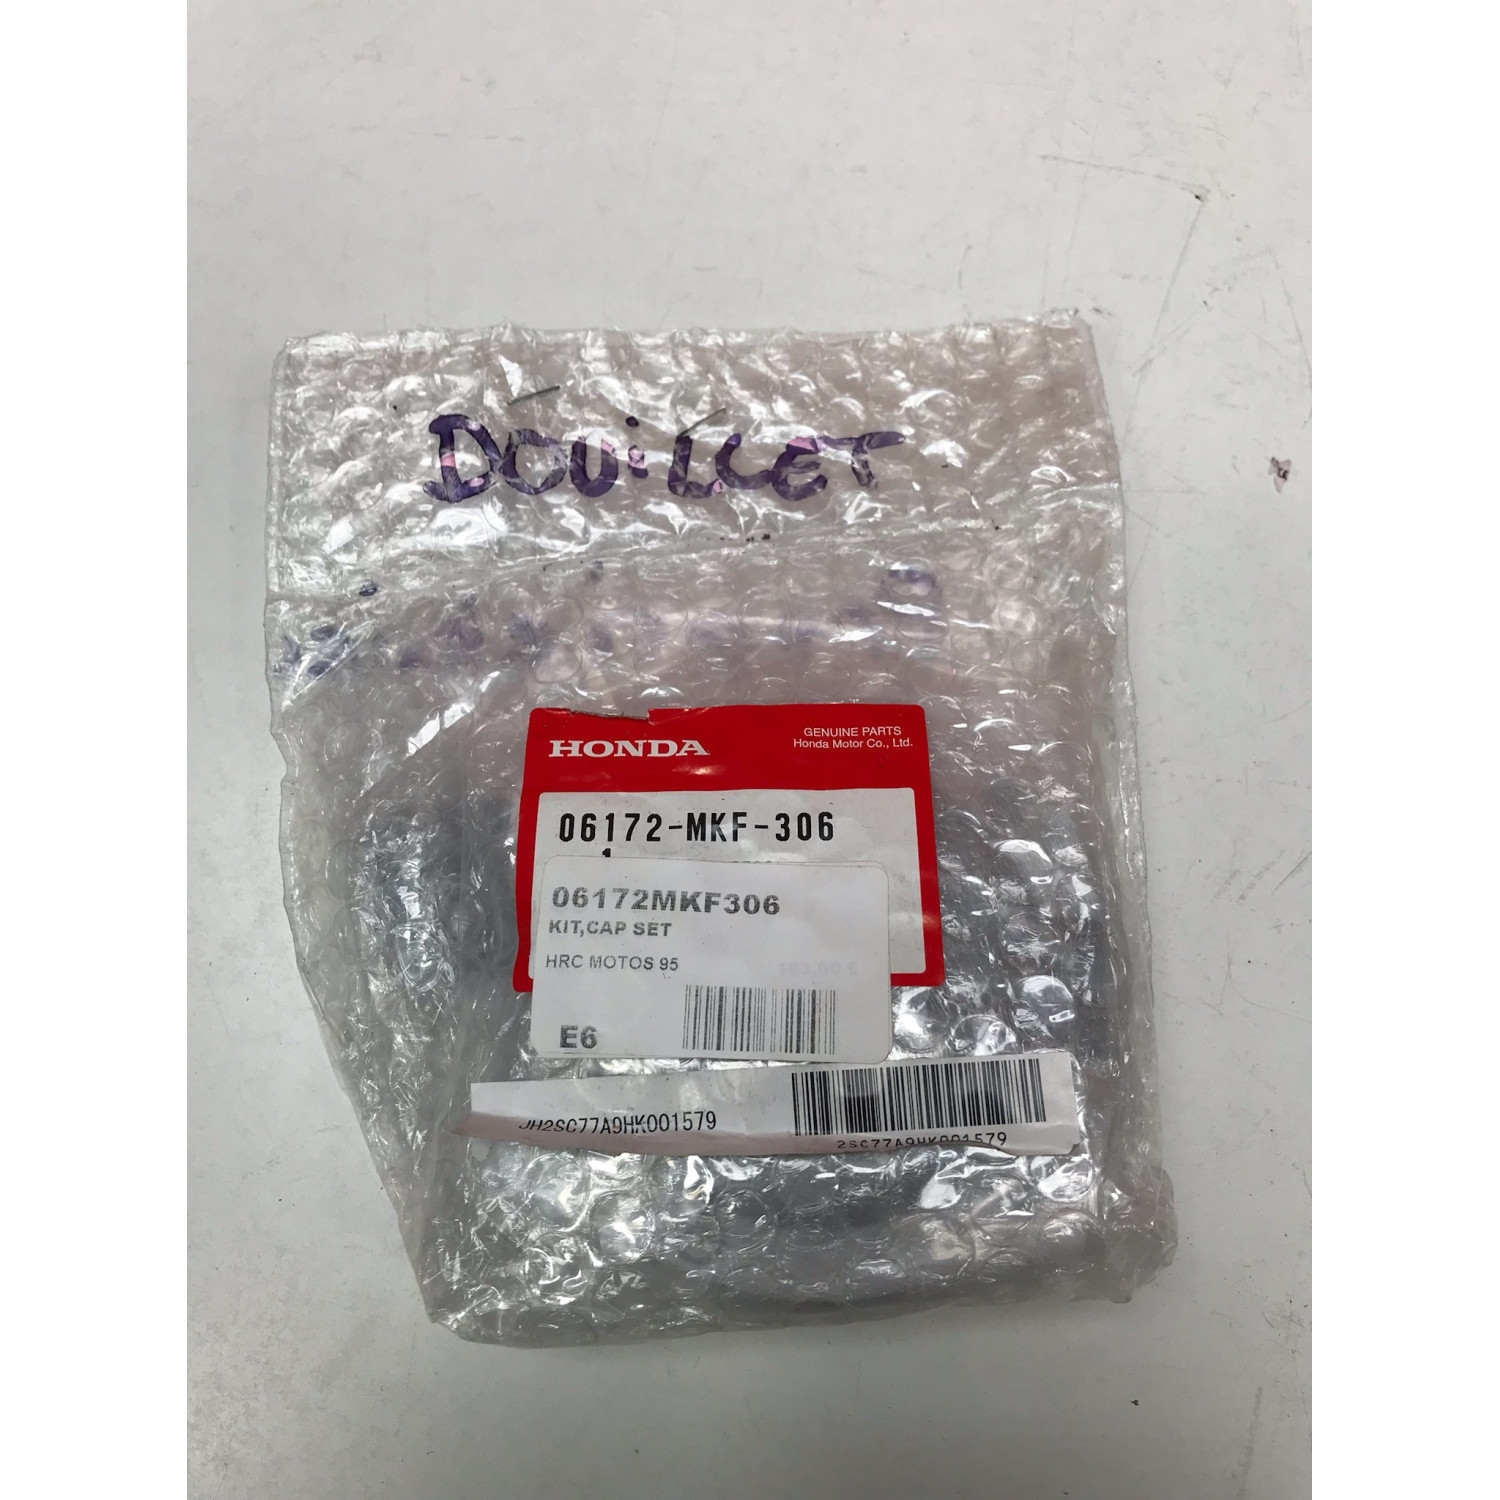 DOUiLLET
HONDA
GENUINE PARTS
Honda Motor Co., Ltd.
06172-MKF-306
1
06172MKF306
KIT,CAP SET
HRC MOTOS 95
E6
JH2SC77A9HK001579
2SC77A9HK001579